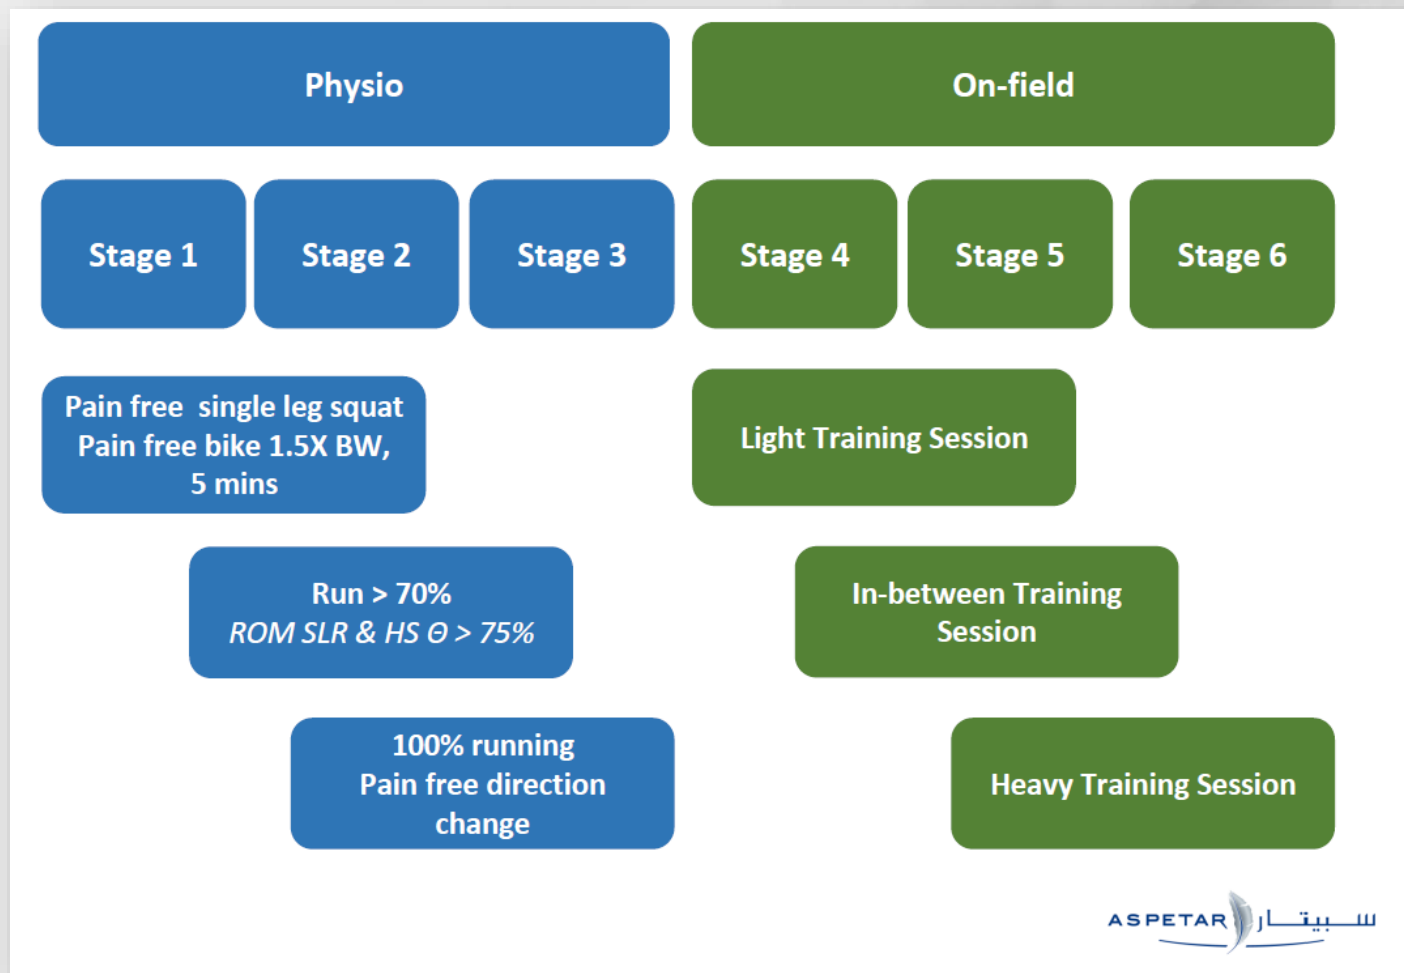 Physio
On-field
Stage 1
Stage 2
Stage 3
Stage 4
Stage 5
Stage 6
Pain free single leg squat
Pain free bike 1.5X BW,
5 mins
Light Training Session
Run > 70%
ROM SLR & HS Θ > 75%
In-between Training
Session
100% running
Pain free direction
change
Heavy Training Session
ASPETAR سبيتار